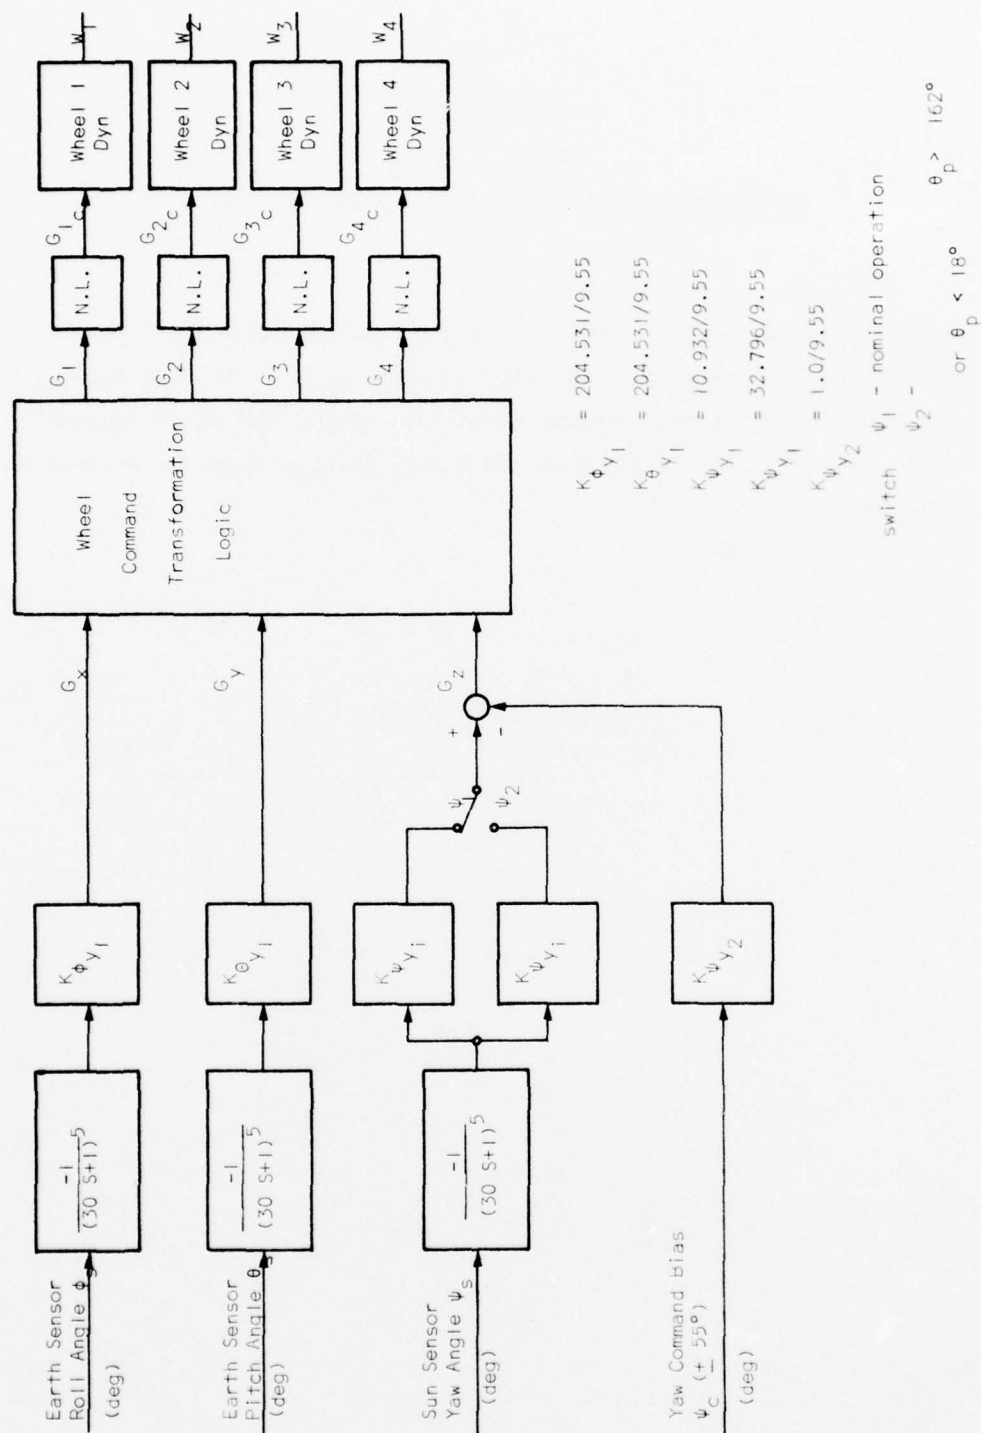 Earth Sensor
Roll Angle ϕs
(deg)
-1
(30 S+1)^5
Kϕy1
Gx
Earth Sensor
Pitch Angle θs
(deg)
-1
(30 S+1)^5
KΘy1
Gy
Sun Sensor
Yaw Angle ψs
(deg)
-1
(30 S+1)^5
Kψyi
Kψyi
ψ1
ψ2
+
-
Gz
Yaw Command Bias
ψc (± 55°)
(deg)
Kψy2
Wheel
Command
Transformation
Logic
G1
N.L.
G1c
Wheel 1
Dyn
W1
G2
N.L.
G2c
Wheel 2
Dyn
W2
G3
N.L.
G3c
Wheel 3
Dyn
W3
G4
N.L.
G4c
Wheel 4
Dyn
W4
Kϕy1 = 204.531/9.55
Kθy1 = 204.531/9.55
Kψy1 = 10.932/9.55
Kψy1 = 32.796/9.55
Kψy2 = 1.0/9.55
switch ψ1 - nominal operation
ψ2 -
or θp < 18° θp > 162°